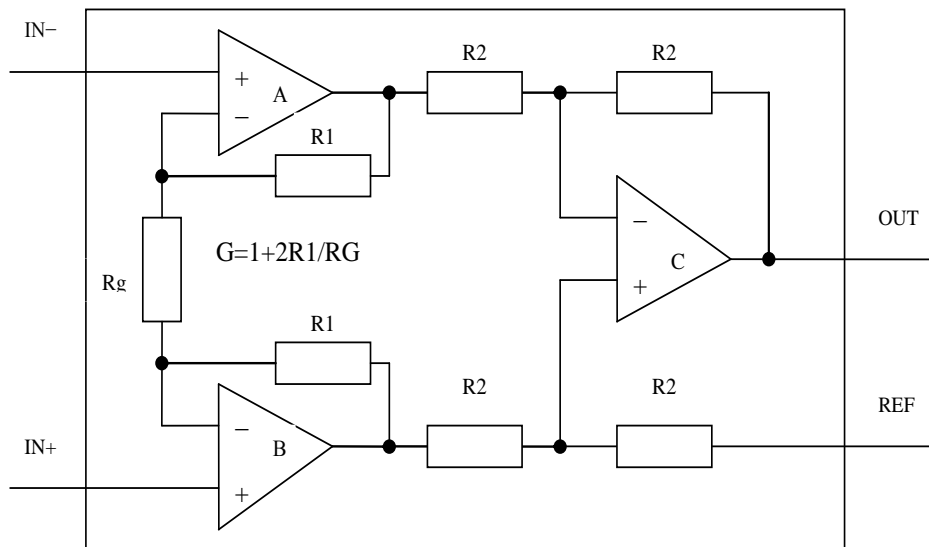 IN−
R2
R2
+
A
−
R1
OUT
−
G=1+2R1/RG
C
Rg
+
R1
R2
R2
REF
−
IN+
B
+